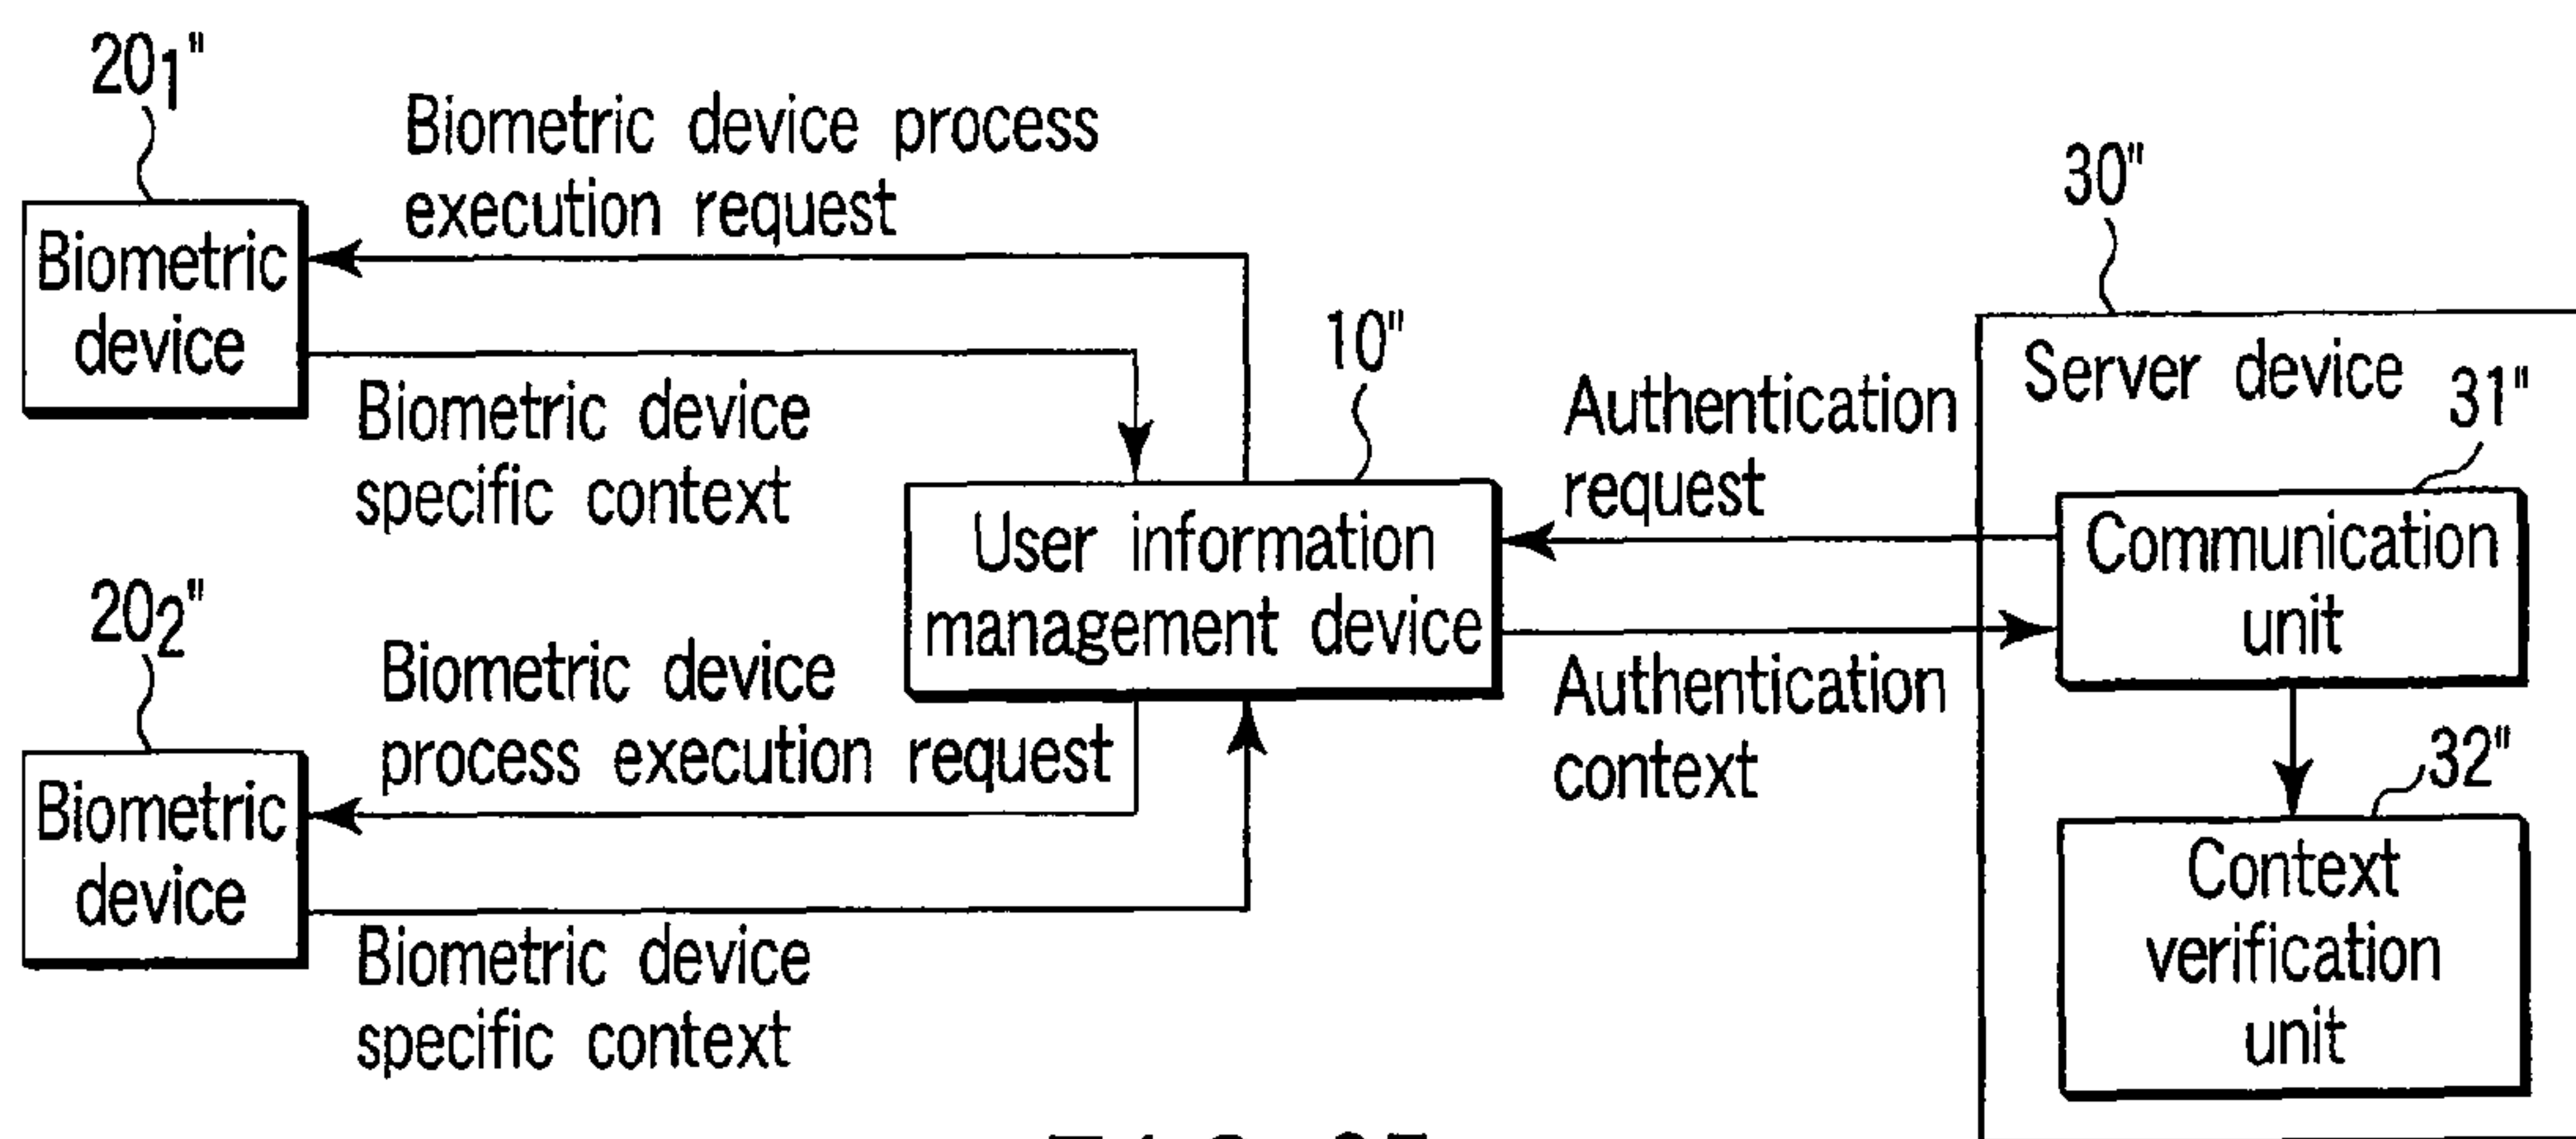 20₁"
Biometric device process
execution request
Biometric
device
Biometric device
specific context
20₂"
Biometric device
process execution request
Biometric
device
Biometric device
specific context
10"
User information
management device
Authentication
request
Authentication
context
30"
Server device
31"
Communication
unit
32"
Context
verification
unit